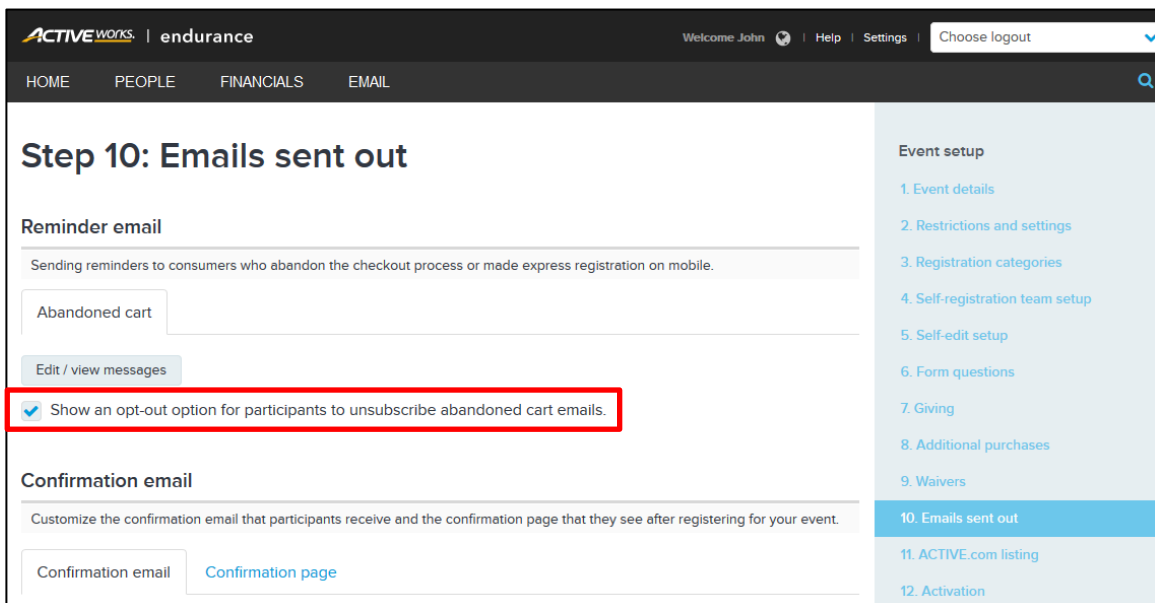 ACTIVEWORKS. | endurance
Welcome John | Help | Settings | Choose logout
HOME PEOPLE FINANCIALS EMAIL
Step 10: Emails sent out
Reminder email
Sending reminders to consumers who abandon the checkout process or made express registration on mobile.
Abandoned cart
Edit / view messages
Show an opt-out option for participants to unsubscribe abandoned cart emails.
Confirmation email
Customize the confirmation email that participants receive and the confirmation page that they see after registering for your event.
Confirmation email Confirmation page
Event setup
1. Event details
2. Restrictions and settings
3. Registration categories
4. Self-registration team setup
5. Self-edit setup
6. Form questions
7. Giving
8. Additional purchases
9. Waivers
10. Emails sent out
11. ACTIVE.com listing
12. Activation